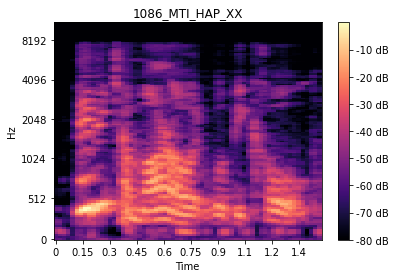 1086_MTI_HAP_XX
8192
4096
2048
1024
512
0
Hz
0 0.15 0.3 0.45 0.6 0.75 0.9 1.1 1.2 1.4
Time
-10 dB
-20 dB
-30 dB
-40 dB
-50 dB
-60 dB
-70 dB
-80 dB